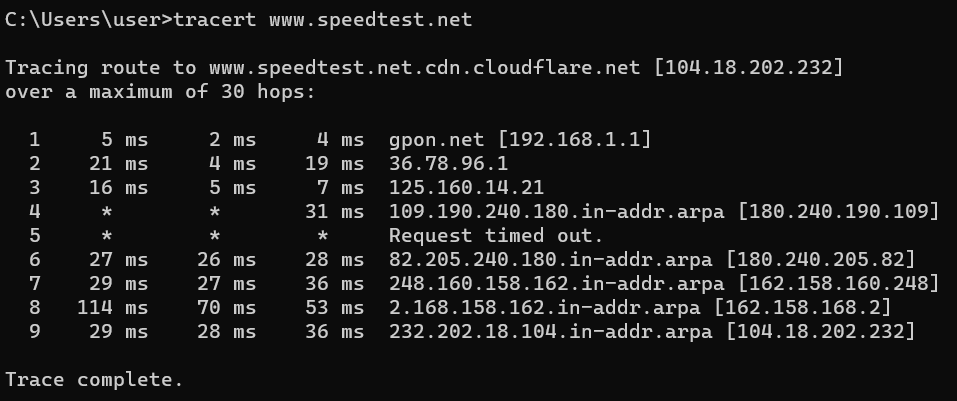 C:\Users\user>tracert www.speedtest.net
Tracing route to www.speedtest.net.cdn.cloudflare.net [104.18.202.232]
over a maximum of 30 hops:
1 5 ms 2 ms 4 ms gpon.net [192.168.1.1]
2 21 ms 4 ms 19 ms 36.78.96.1
3 16 ms 5 ms 7 ms 125.160.14.21
4 * * 31 ms 109.190.240.180.in-addr.arpa [180.240.190.109]
5 * * * Request timed out.
6 27 ms 26 ms 28 ms 82.205.240.180.in-addr.arpa [180.240.205.82]
7 29 ms 27 ms 36 ms 248.160.158.162.in-addr.arpa [162.158.160.248]
8 114 ms 70 ms 53 ms 2.168.158.162.in-addr.arpa [162.158.168.2]
9 29 ms 28 ms 36 ms 232.202.18.104.in-addr.arpa [104.18.202.232]
Trace complete.